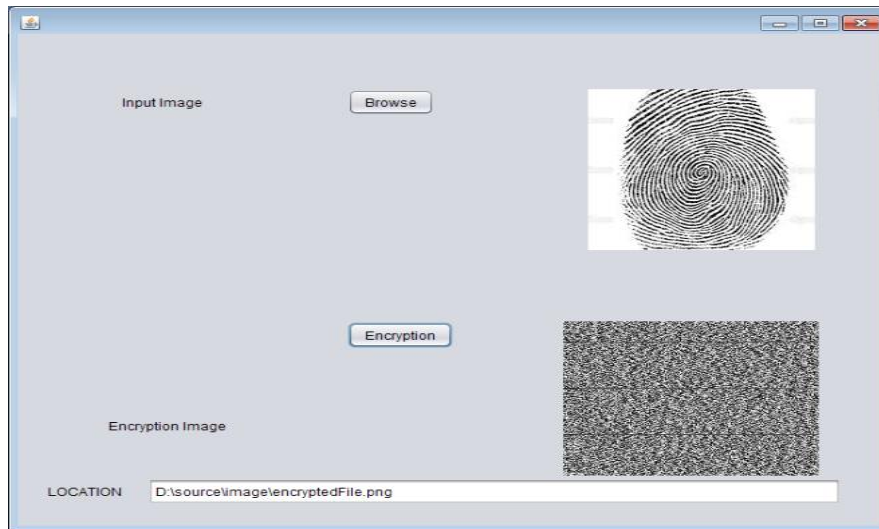 Input Image
Browse
Encryption
Encryption Image
LOCATION
D:\source\image\encryptedFile.png